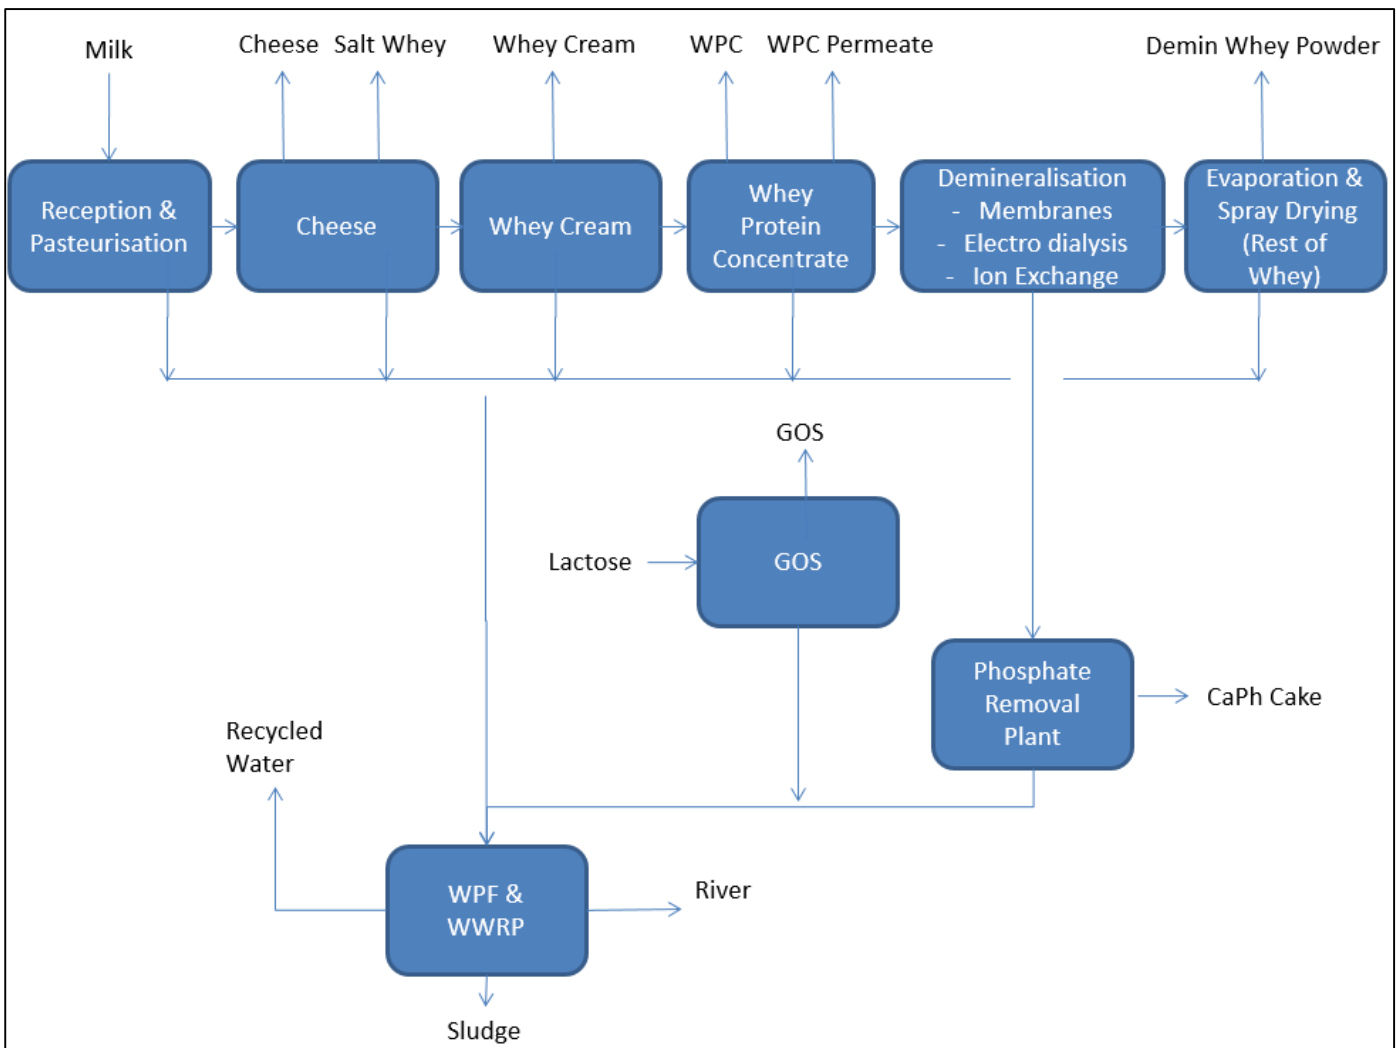 Milk
Cheese
Salt Whey
Whey Cream
WPC
WPC Permeate
Demin Whey Powder
Reception &
Pasteurisation
Cheese
Whey Cream
Whey
Protein
Concentrate
Demineralisation
- Membranes
- Electro dialysis
- Ion Exchange
Evaporation &
Spray Drying
(Rest of
Whey)
GOS
Lactose
GOS
Phosphate
Removal
Plant
CaPh Cake
Recycled
Water
WPF &
WWRP
River
Sludge